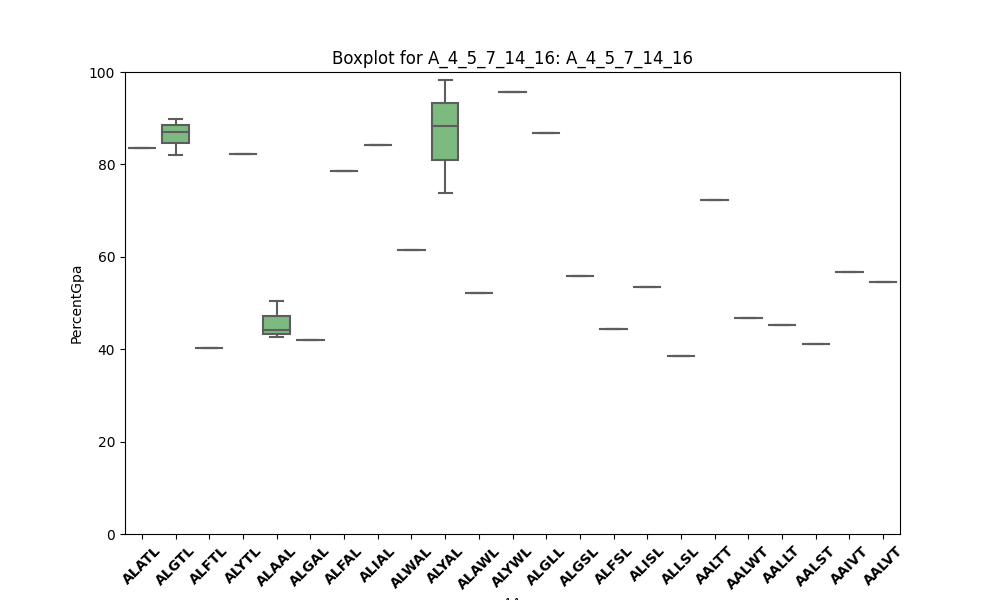 Boxplot for A_4_5_7_14_16: A_4_5_7_14_16
100
80
60
40
20
0
PercentGpa
ALATL ALGTL ALFTL ALYTL ALAAL ALGAL ALFAL ALIAL ALWAL ALYAL ALAWL ALYWL ALGLL ALGSL ALFSL ALISL ALLSL AALTT AALWT AALLT AALST AAIVT AALVT